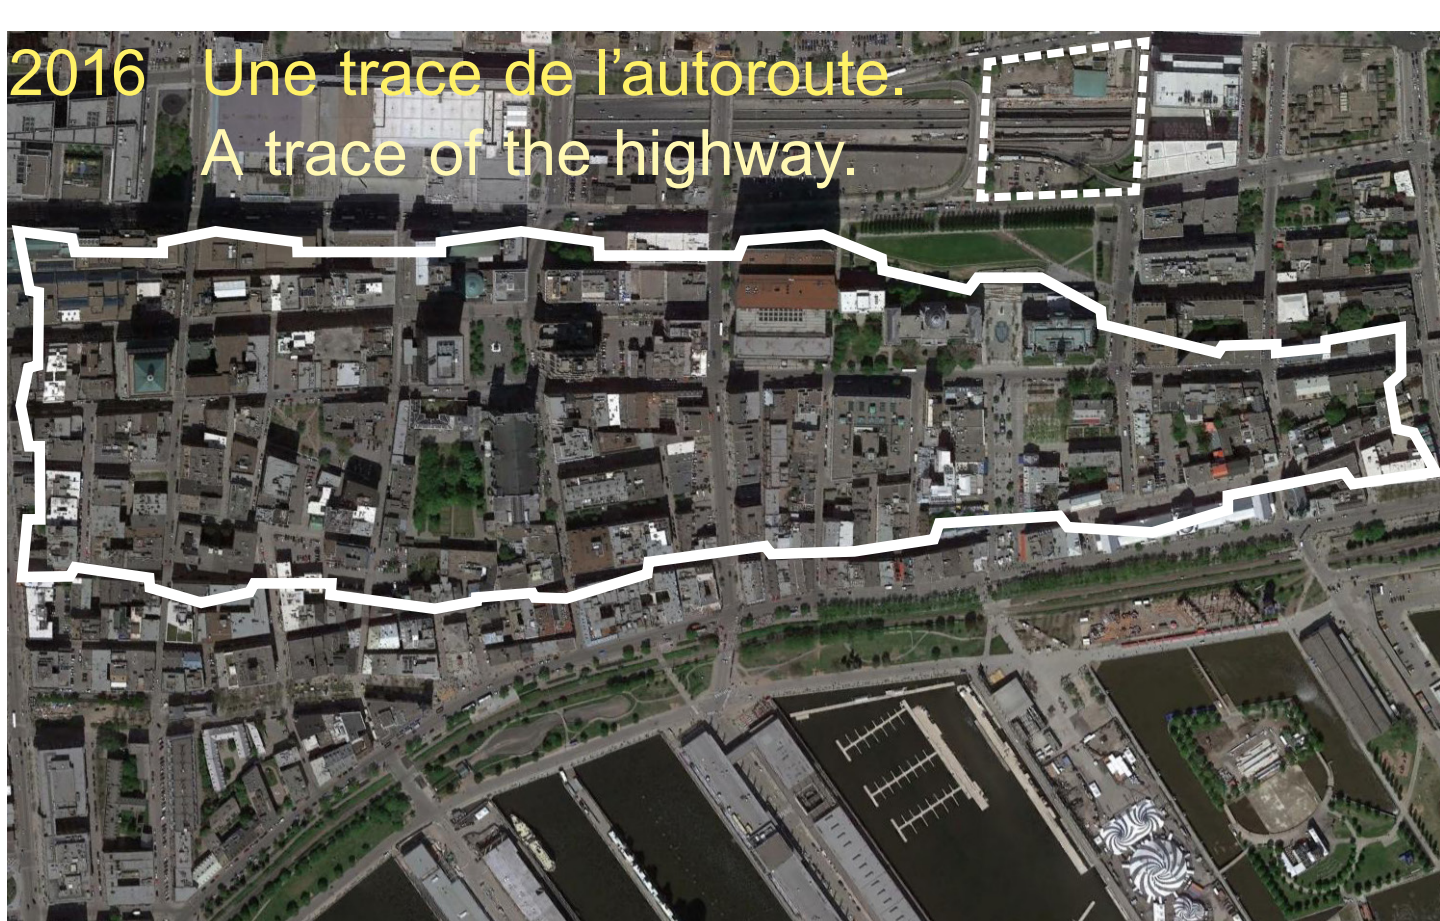 2016 Une trace de l’autoroute.
A trace of the highway.